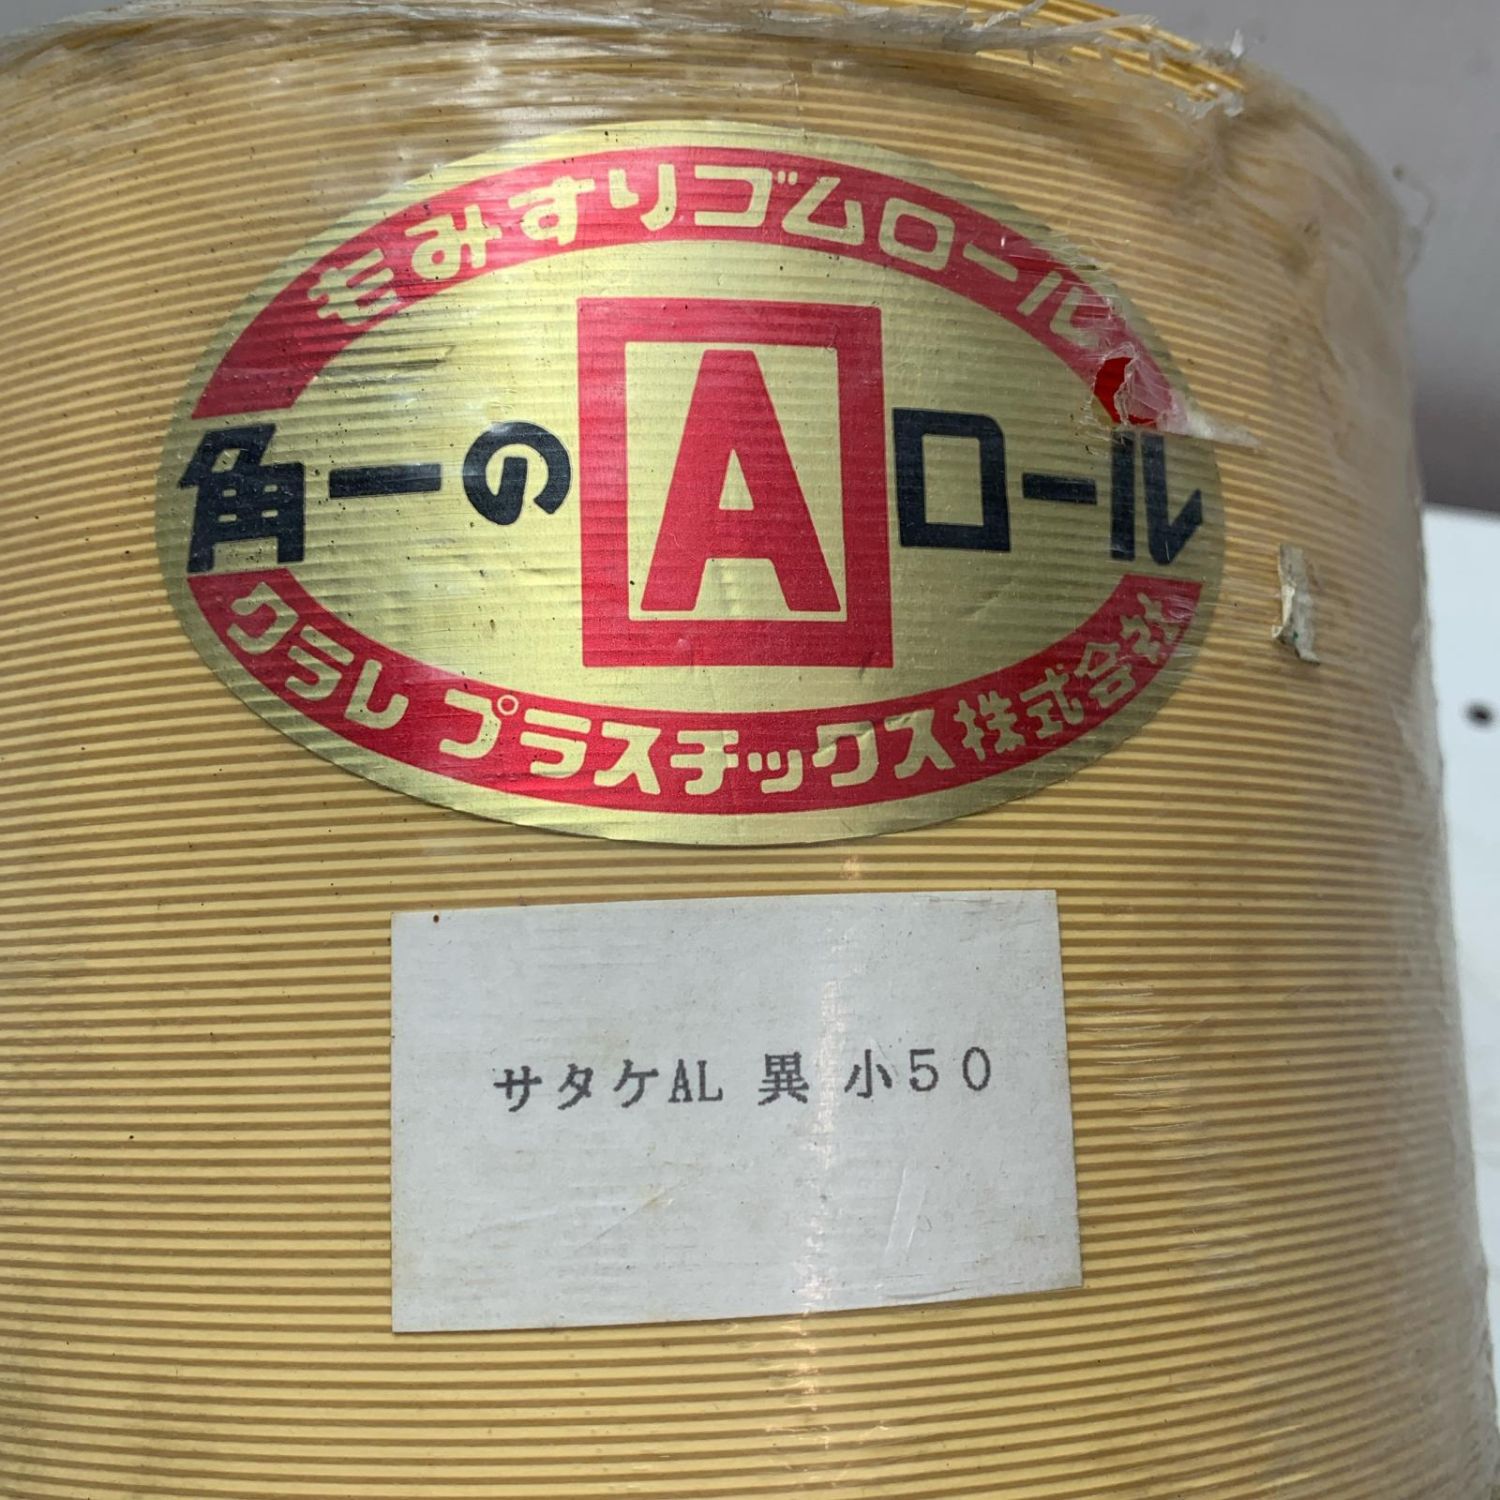 もみすりゴムロール
角一の A ロール
クラレ プラスチックス株式会社
サタケAL 異 小50